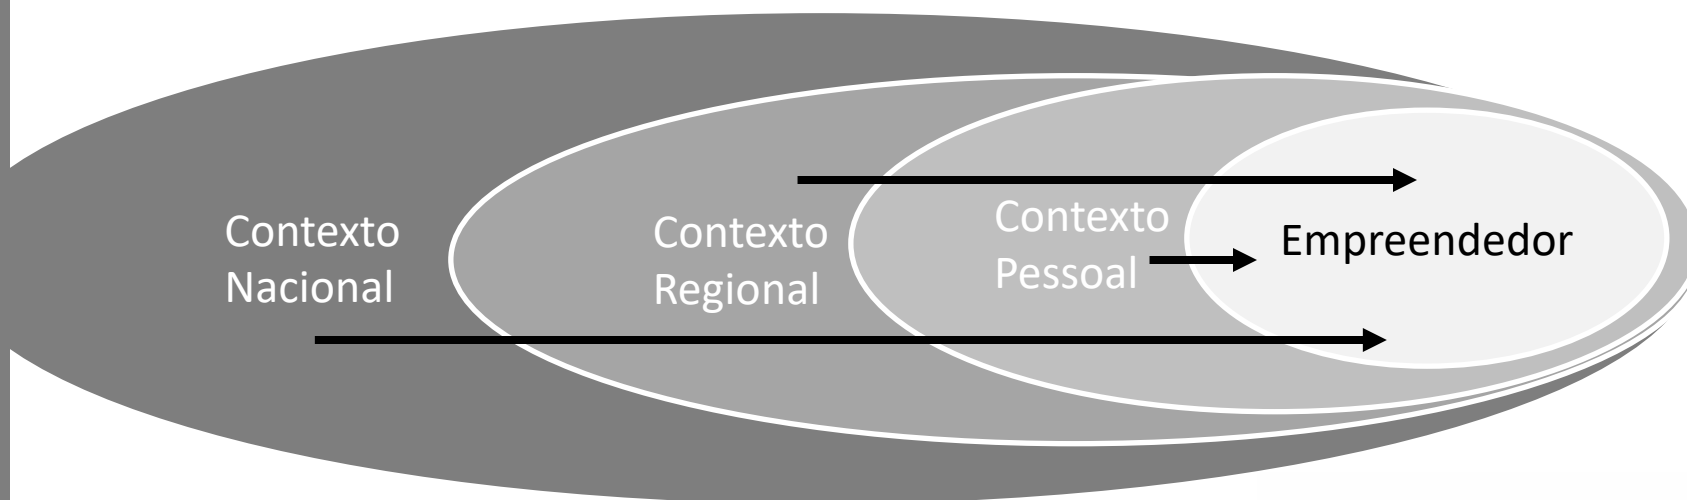 Contexto
Nacional
Contexto
Regional
Contexto
Pessoal
Empreendedor